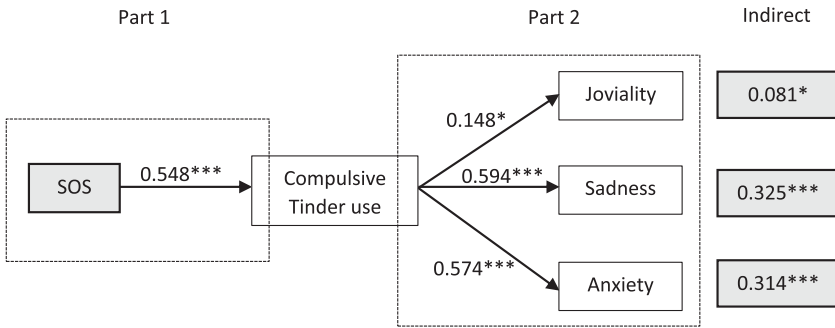 Part 1
Part 2
Indirect
Joviality
0.081*
0.148*
SOS
0.548***
Compulsive
Tinder use
0.594***
Sadness
0.325***
0.574***
Anxiety
0.314***